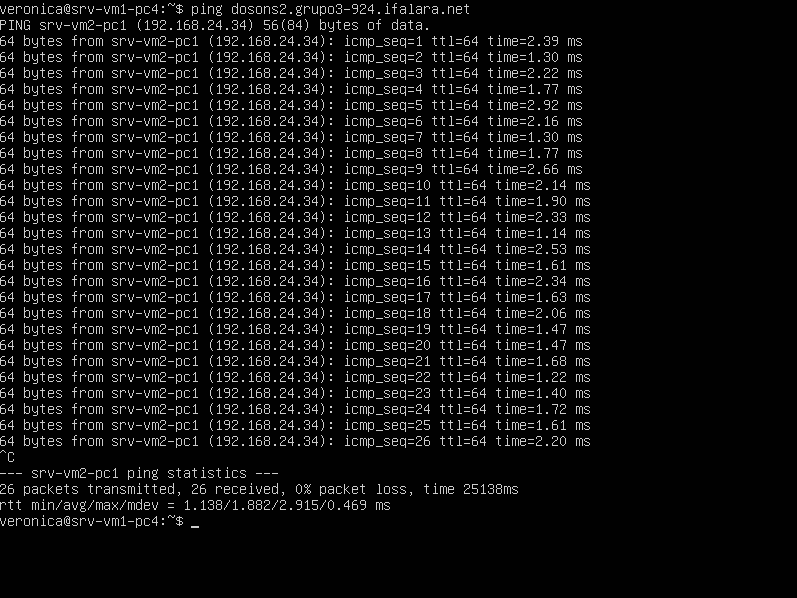 veronica@srv-vm1-pc4:~$ ping dosons2.grupo3-924.ifalara.net
PING srv-vm2-pc1 (192.168.24.34) 56(84) bytes of data.
64 bytes from srv-vm2-pc1 (192.168.24.34): icmp_seq=1 ttl=64 time=2.39 ms
64 bytes from srv-vm2-pc1 (192.168.24.34): icmp_seq=2 ttl=64 time=1.30 ms
64 bytes from srv-vm2-pc1 (192.168.24.34): icmp_seq=3 ttl=64 time=2.22 ms
64 bytes from srv-vm2-pc1 (192.168.24.34): icmp_seq=4 ttl=64 time=1.77 ms
64 bytes from srv-vm2-pc1 (192.168.24.34): icmp_seq=5 ttl=64 time=2.92 ms
64 bytes from srv-vm2-pc1 (192.168.24.34): icmp_seq=6 ttl=64 time=2.16 ms
64 bytes from srv-vm2-pc1 (192.168.24.34): icmp_seq=7 ttl=64 time=1.30 ms
64 bytes from srv-vm2-pc1 (192.168.24.34): icmp_seq=8 ttl=64 time=1.77 ms
64 bytes from srv-vm2-pc1 (192.168.24.34): icmp_seq=9 ttl=64 time=2.66 ms
64 bytes from srv-vm2-pc1 (192.168.24.34): icmp_seq=10 ttl=64 time=2.14 ms
64 bytes from srv-vm2-pc1 (192.168.24.34): icmp_seq=11 ttl=64 time=1.90 ms
64 bytes from srv-vm2-pc1 (192.168.24.34): icmp_seq=12 ttl=64 time=2.33 ms
64 bytes from srv-vm2-pc1 (192.168.24.34): icmp_seq=13 ttl=64 time=1.14 ms
64 bytes from srv-vm2-pc1 (192.168.24.34): icmp_seq=14 ttl=64 time=2.53 ms
64 bytes from srv-vm2-pc1 (192.168.24.34): icmp_seq=15 ttl=64 time=1.61 ms
64 bytes from srv-vm2-pc1 (192.168.24.34): icmp_seq=16 ttl=64 time=2.34 ms
64 bytes from srv-vm2-pc1 (192.168.24.34): icmp_seq=17 ttl=64 time=1.63 ms
64 bytes from srv-vm2-pc1 (192.168.24.34): icmp_seq=18 ttl=64 time=2.06 ms
64 bytes from srv-vm2-pc1 (192.168.24.34): icmp_seq=19 ttl=64 time=1.47 ms
64 bytes from srv-vm2-pc1 (192.168.24.34): icmp_seq=20 ttl=64 time=1.47 ms
64 bytes from srv-vm2-pc1 (192.168.24.34): icmp_seq=21 ttl=64 time=1.68 ms
64 bytes from srv-vm2-pc1 (192.168.24.34): icmp_seq=22 ttl=64 time=1.22 ms
64 bytes from srv-vm2-pc1 (192.168.24.34): icmp_seq=23 ttl=64 time=1.40 ms
64 bytes from srv-vm2-pc1 (192.168.24.34): icmp_seq=24 ttl=64 time=1.72 ms
64 bytes from srv-vm2-pc1 (192.168.24.34): icmp_seq=25 ttl=64 time=1.61 ms
64 bytes from srv-vm2-pc1 (192.168.24.34): icmp_seq=26 ttl=64 time=2.20 ms
^C
--- srv-vm2-pc1 ping statistics ---
26 packets transmitted, 26 received, 0% packet loss, time 25138ms
rtt min/avg/max/mdev = 1.138/1.882/2.915/0.469 ms
veronica@srv-vm1-pc4:~$ _